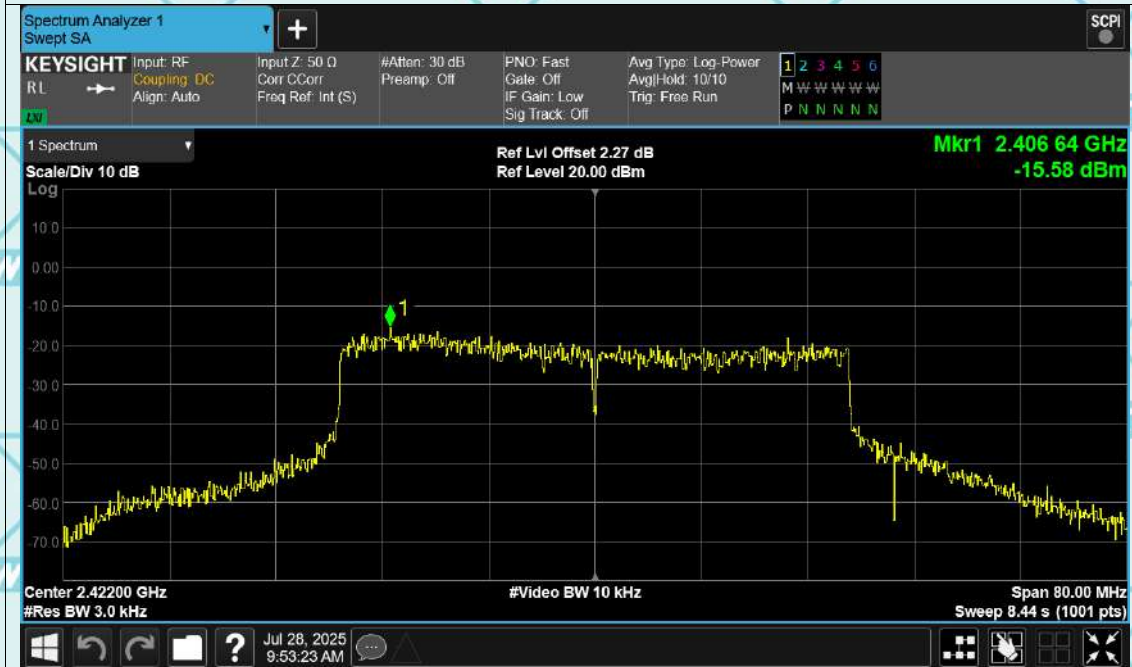 Spectrum Analyzer 1
Swept SA
+
SCPI
KEYSIGHT
RL
LXI
Input: RF
Coupling: DC
Align: Auto
Input Z: 50 Ω
Corr CCorr
Freq Ref: Int (S)
#Atten: 30 dB
Preamp: Off
PNO: Fast
Gate: Off
IF Gain: Low
Sig Track: Off
Avg Type: Log-Power
Avg|Hold: 10/10
Trig: Free Run
1 2 3 4 5 6
M W W W W W
P N N N N N
1 Spectrum
Scale/Div 10 dB
Log
Ref Lvl Offset 2.27 dB
Ref Level 20.00 dBm
Mkr1 2.406 64 GHz
-15.58 dBm
10.0
0.00
-10.0
-20.0
-30.0
-40.0
-50.0
-60.0
-70.0
1
Center 2.42200 GHz
#Res BW 3.0 kHz
#Video BW 10 kHz
Span 80.00 MHz
Sweep 8.44 s (1001 pts)
?
Jul 28, 2025
9:53:23 AM